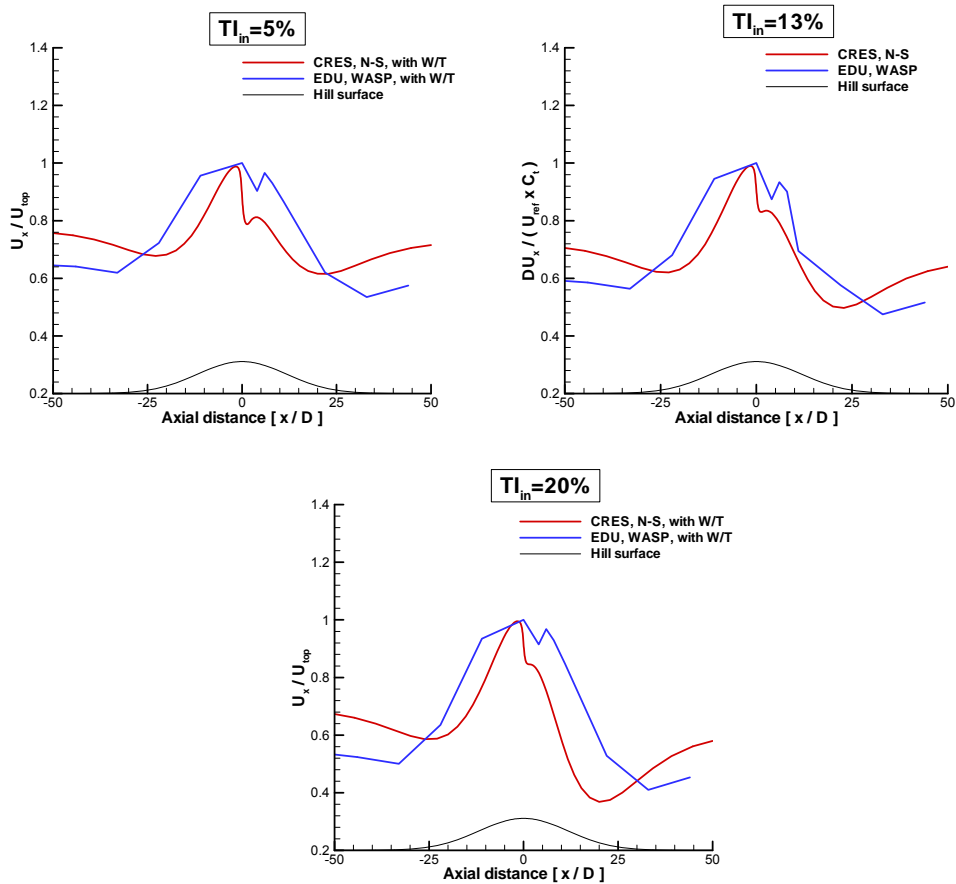 TI_in=5%
CRES, N-S, with W/T
EDU, WASP, with W/T
Hill surface
U_x / U_top
1.4
1.2
1
0.8
0.6
0.4
0.2
-50
-25
0
25
50
Axial distance [ x / D ]
TI_in=13%
CRES, N-S
EDU, WASP
Hill surface
DU_x / ( U_ref x C_t )
1.4
1.2
1
0.8
0.6
0.4
0.2
-50
-25
0
25
50
Axial distance [ x / D ]
TI_in=20%
CRES, N-S, with W/T
EDU, WASP, with W/T
Hill surface
U_x / U_top
1.4
1.2
1
0.8
0.6
0.4
0.2
-50
-25
0
25
50
Axial distance [ x / D ]